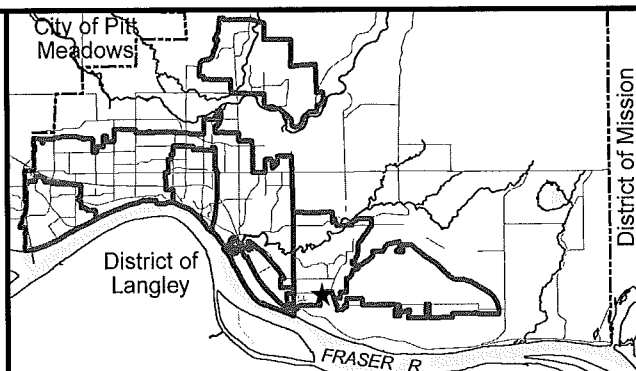 City of Pitt
Meadows
District of Mission
District of
Langley
FRASER R.